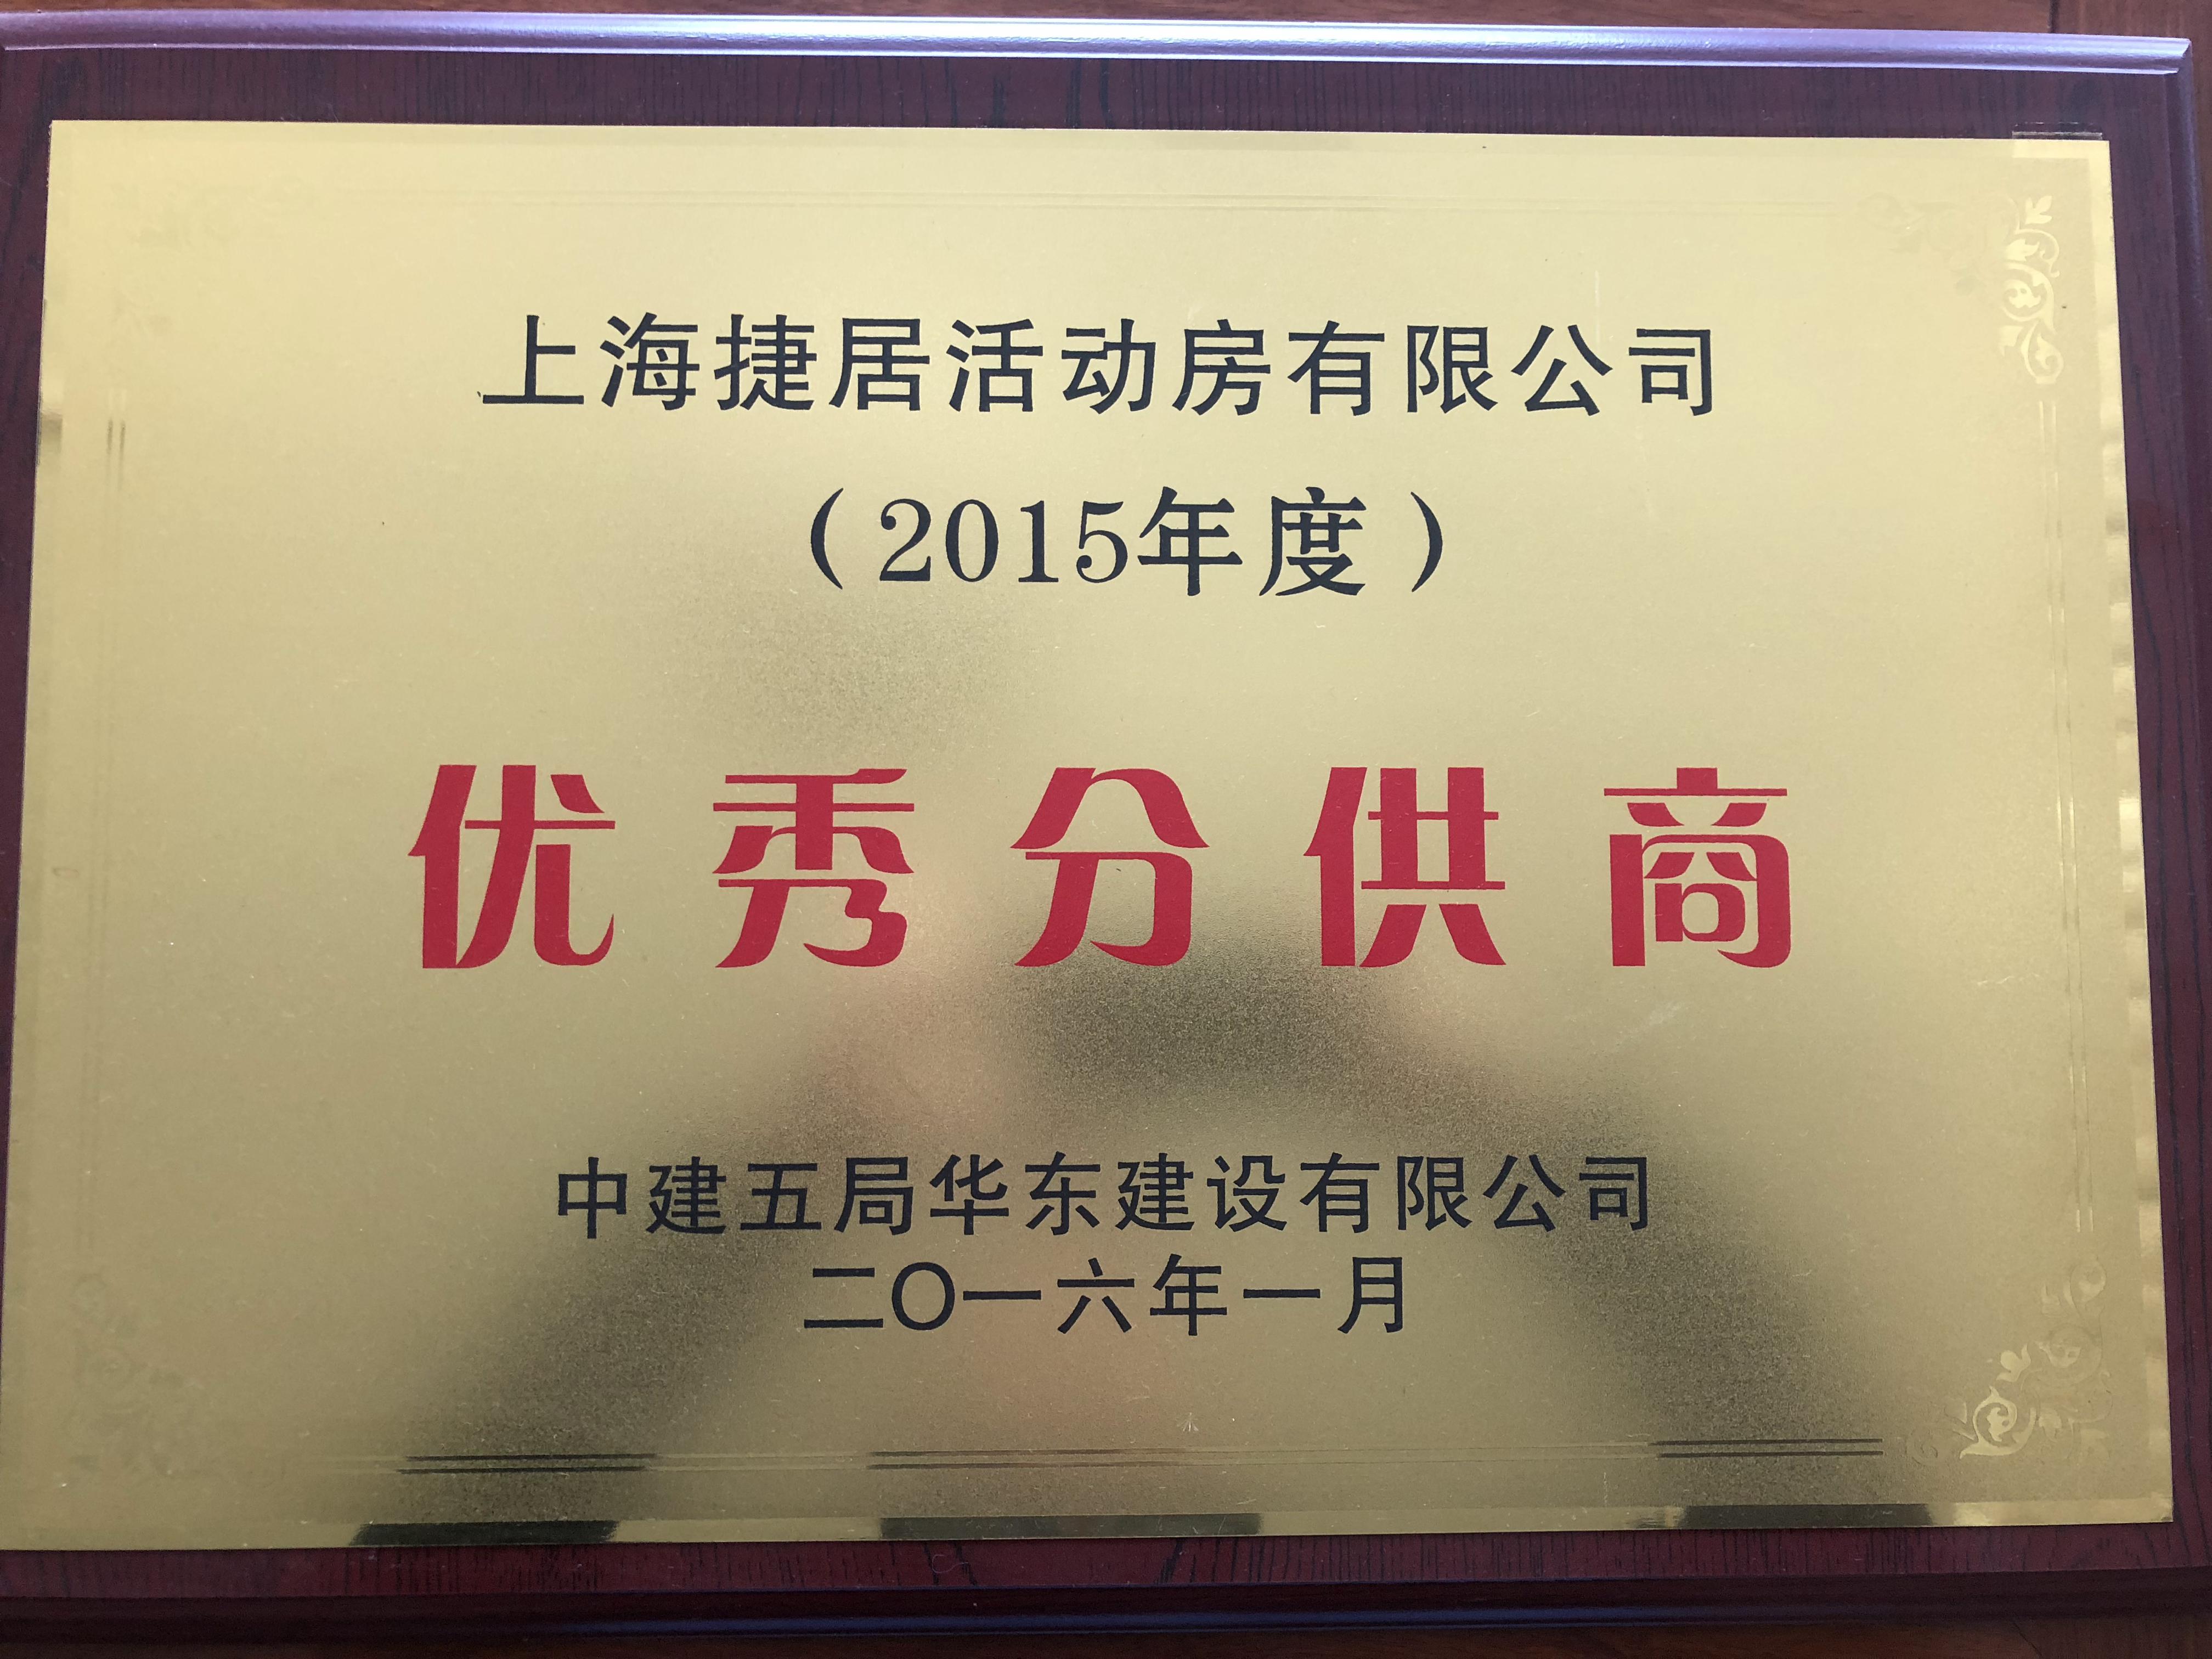 上海捷居活动房有限公司
（2015年度）
优秀分供商
中建五局华东建设有限公司
二〇一六年一月